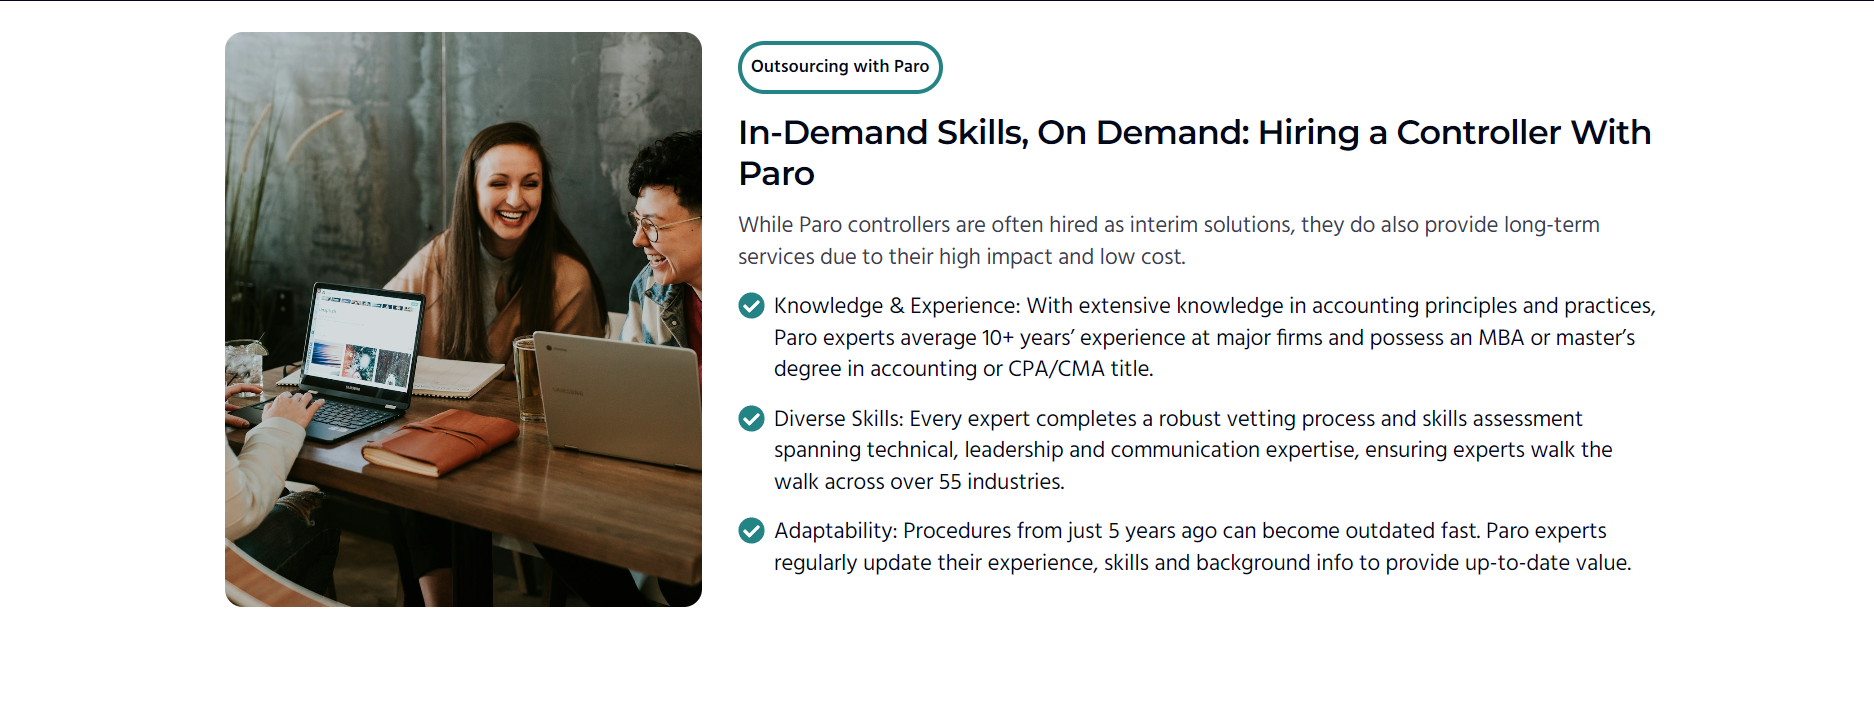 Outsourcing with Paro
In-Demand Skills, On Demand: Hiring a Controller With
Paro
While Paro controllers are often hired as interim solutions, they do also provide long-term
services due to their high impact and low cost.
Knowledge & Experience: With extensive knowledge in accounting principles and practices,
Paro experts average 10+ years’ experience at major firms and possess an MBA or master’s
degree in accounting or CPA/CMA title.
Diverse Skills: Every expert completes a robust vetting process and skills assessment
spanning technical, leadership and communication expertise, ensuring experts walk the
walk across over 55 industries.
Adaptability: Procedures from just 5 years ago can become outdated fast. Paro experts
regularly update their experience, skills and background info to provide up-to-date value.